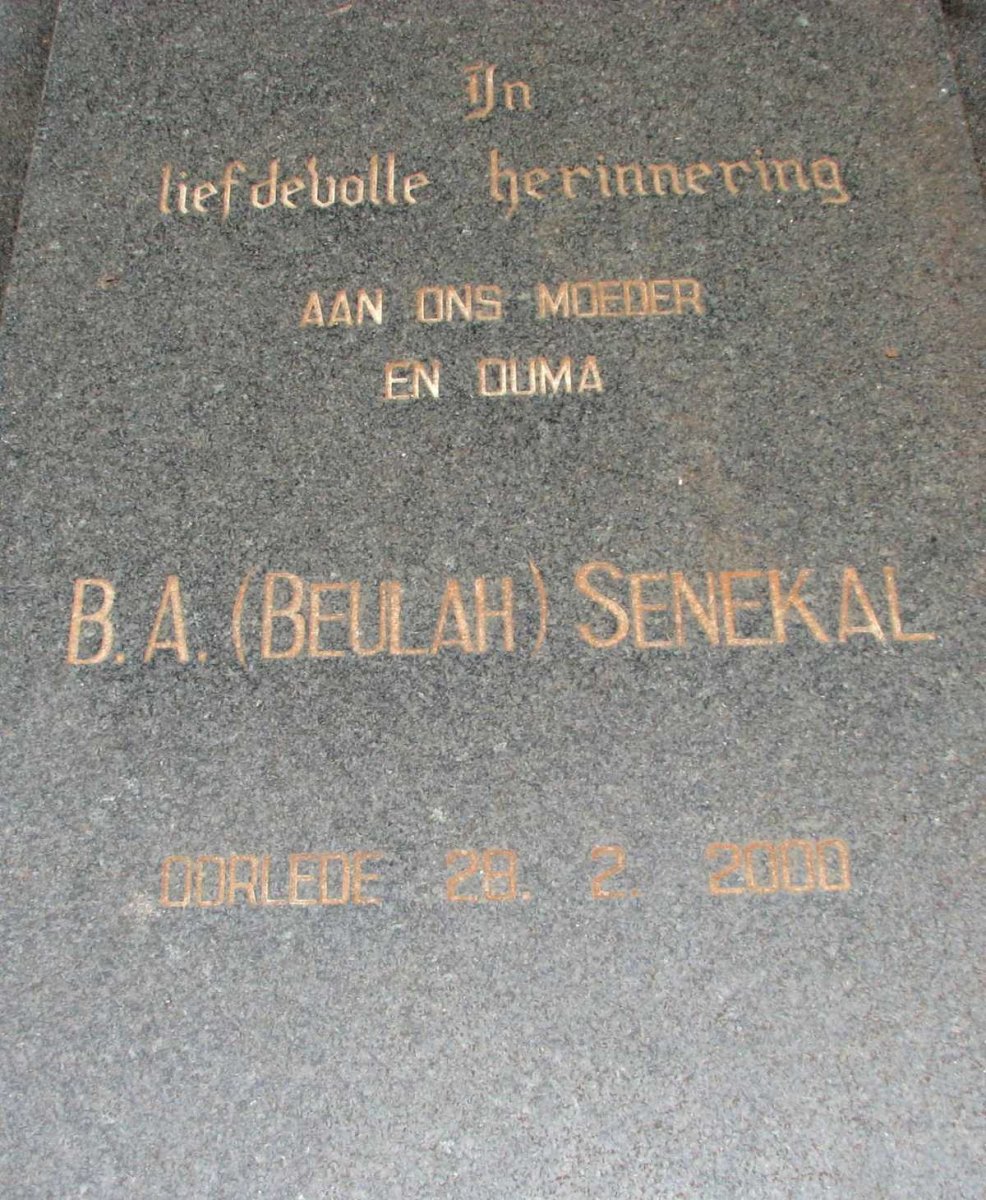 In
liefdevolle herinnering
AAN ONS MOEDER
EN OUMA
B. A. (BEULAH) SENEKAL
OORLEDE 28. 2. 2000